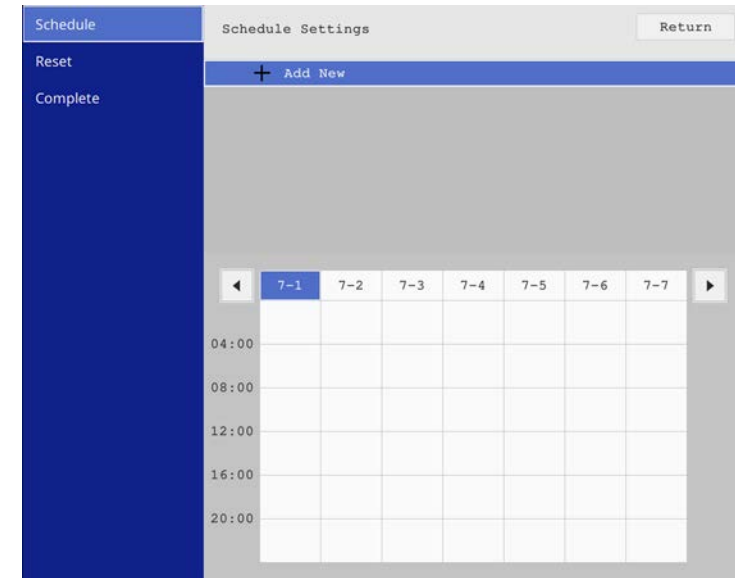 Schedule
Reset
Complete
Schedule Settings
Return
Add New
7-1 7-2 7-3 7-4 7-5 7-6 7-7
04:00
08:00
12:00
16:00
20:00